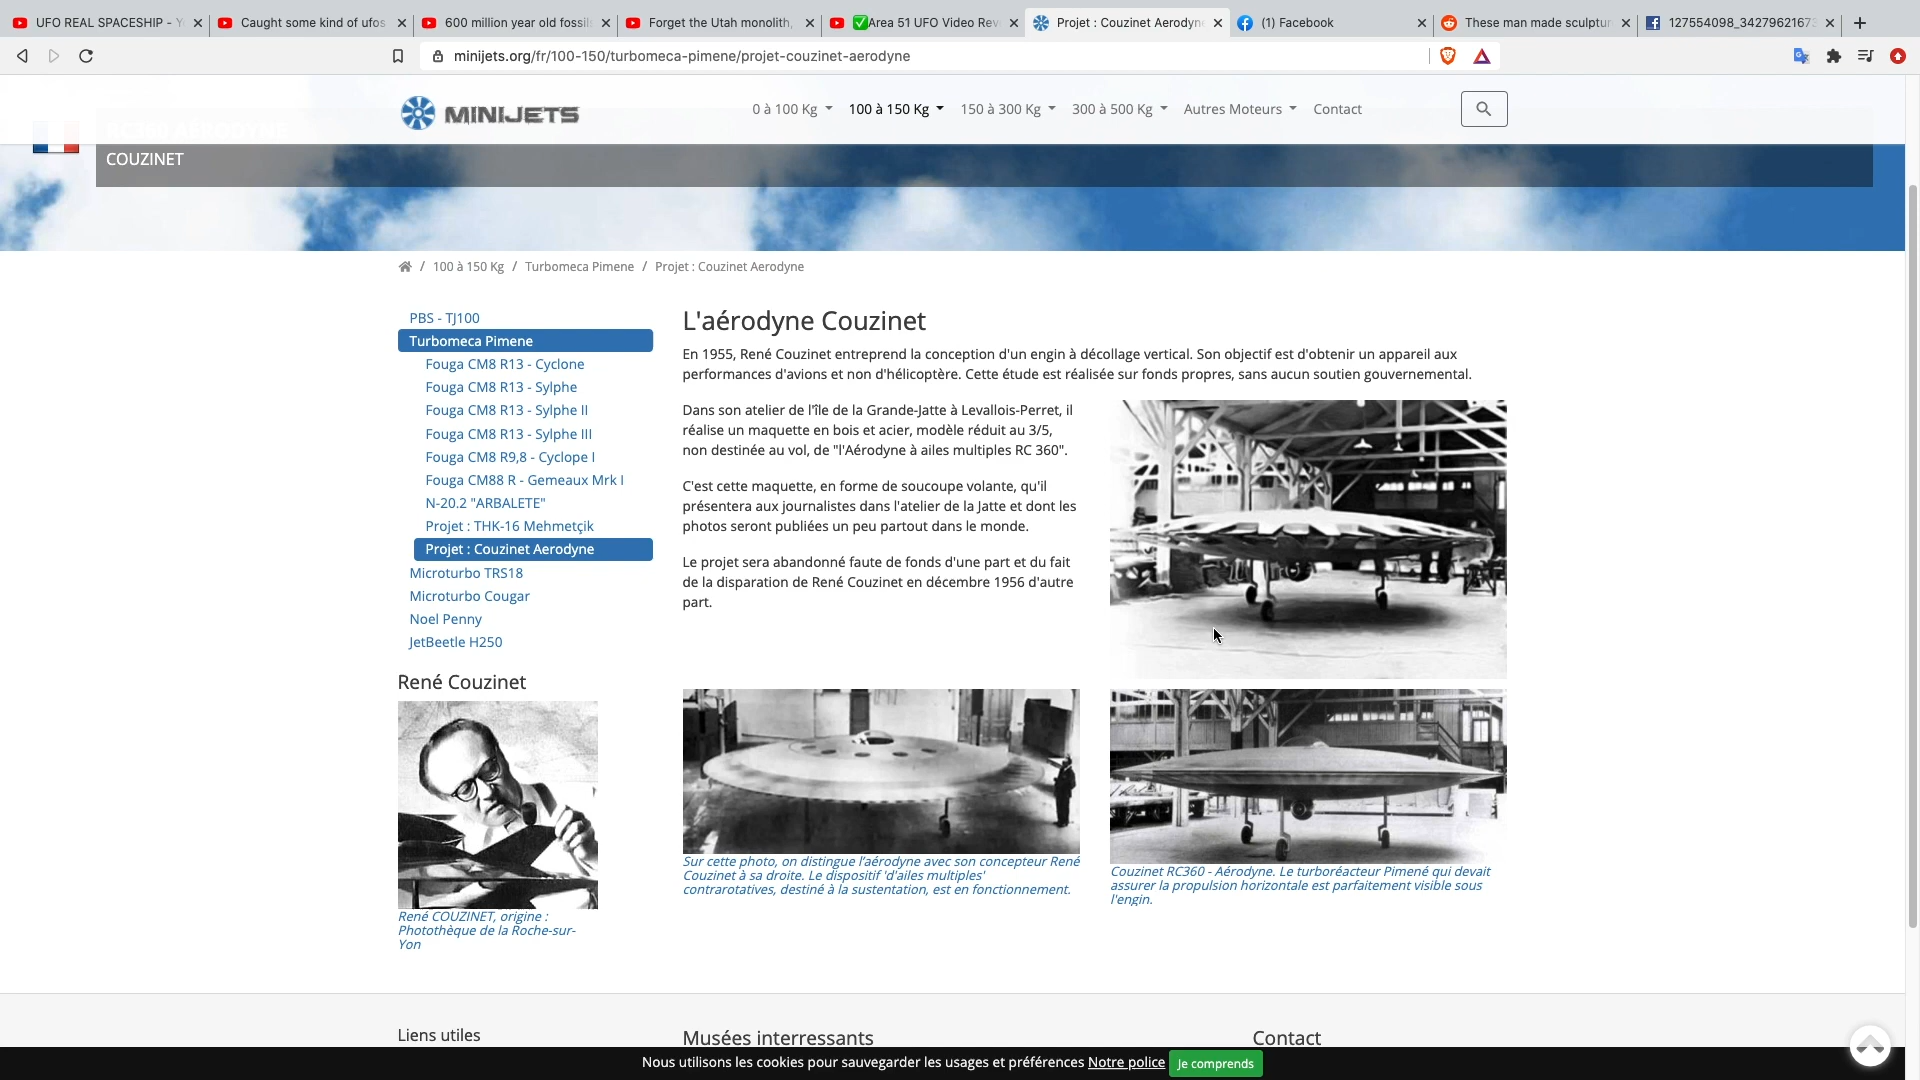 UFO REAL SPACESHIP - Y
Caught some kind of ufos
600 million year old fossils
Forget the Utah monolith,
Area 51 UFO Video Rev
Projet : Couzinet Aerodyn
(1) Facebook
These man made sculptur
127554098_3427962167
minijets.org/fr/100-150/turbomeca-pimene/projet-couzinet-aerodyne
MINIJETS
0 à 100 Kg
100 à 150 Kg
150 à 300 Kg
300 à 500 Kg
Autres Moteurs
Contact
COUZINET
/ 100 à 150 Kg / Turbomeca Pimene / Projet : Couzinet Aerodyne
PBS - TJ100
Turbomeca Pimene
Fouga CM8 R13 - Cyclone
Fouga CM8 R13 - Sylphe
Fouga CM8 R13 - Sylphe II
Fouga CM8 R13 - Sylphe III
Fouga CM8 R9,8 - Cyclope I
Fouga CM88 R - Gemeaux Mrk I
N-20.2 "ARBALETE"
Projet : THK-16 Mehmetçik
Projet : Couzinet Aerodyne
Microturbo TRS18
Microturbo Cougar
Noel Penny
JetBeetle H250
René Couzinet
René COUZINET, origine :
Photothèque de la Roche-sur-
Yon
L'aérodyne Couzinet
En 1955, René Couzinet entreprend la conception d'un engin à décollage vertical. Son objectif est d'obtenir un appareil aux
performances d'avions et non d'hélicoptère. Cette étude est réalisée sur fonds propres, sans aucun soutien gouvernemental.
Dans son atelier de l'île de la Grande-Jatte à Levallois-Perret, il
réalise un maquette en bois et acier, modèle réduit au 3/5,
non destinée au vol, de "l'Aérodyne à ailes multiples RC 360".
C'est cette maquette, en forme de soucoupe volante, qu'il
présentera aux journalistes dans l'atelier de la Jatte et dont les
photos seront publiées un peu partout dans le monde.
Le projet sera abandonné faute de fonds d'une part et du fait
de la disparation de René Couzinet en décembre 1956 d'autre
part.
Sur cette photo, on distingue l'aérodyne avec son concepteur René
Couzinet à sa droite. Le dispositif 'd'ailes multiples'
contrarotatives, destiné à la sustentation, est en fonctionnement.
Couzinet RC360 - Aérodyne. Le turboréacteur Pimené qui devait
assurer la propulsion horizontale est parfaitement visible sous
l'engin.
Liens utiles
Musées interressants
Contact
Nous utilisons les cookies pour sauvegarder les usages et préférences Notre police Je comprends